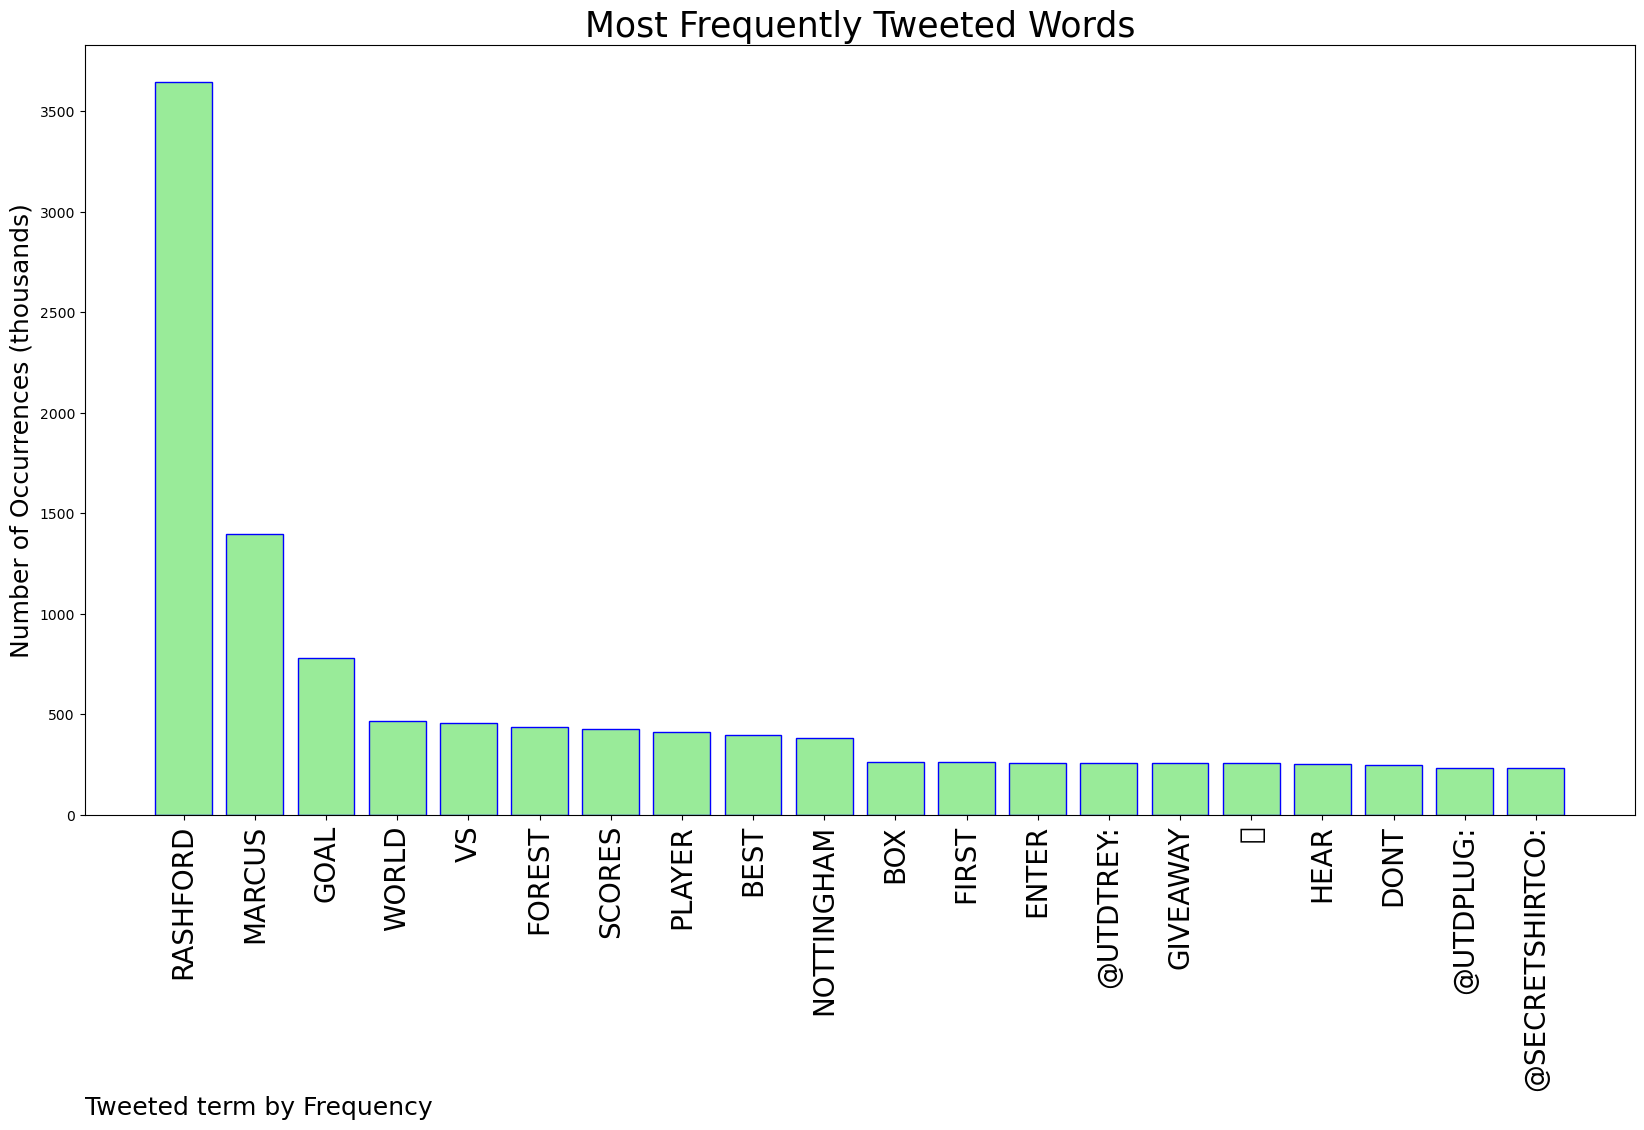 Most Frequently Tweeted Words
Number of Occurrences (thousands)
3500
3000
2500
2000
1500
1000
500
0
RASHFORD
MARCUS
GOAL
WORLD
VS
FOREST
SCORES
PLAYER
BEST
NOTTINGHAM
BOX
FIRST
ENTER
@UTDTREY:
GIVEAWAY
HEAR
DONT
@UTDPLUG:
@SECRETSHIRTCO:
Tweeted term by Frequency